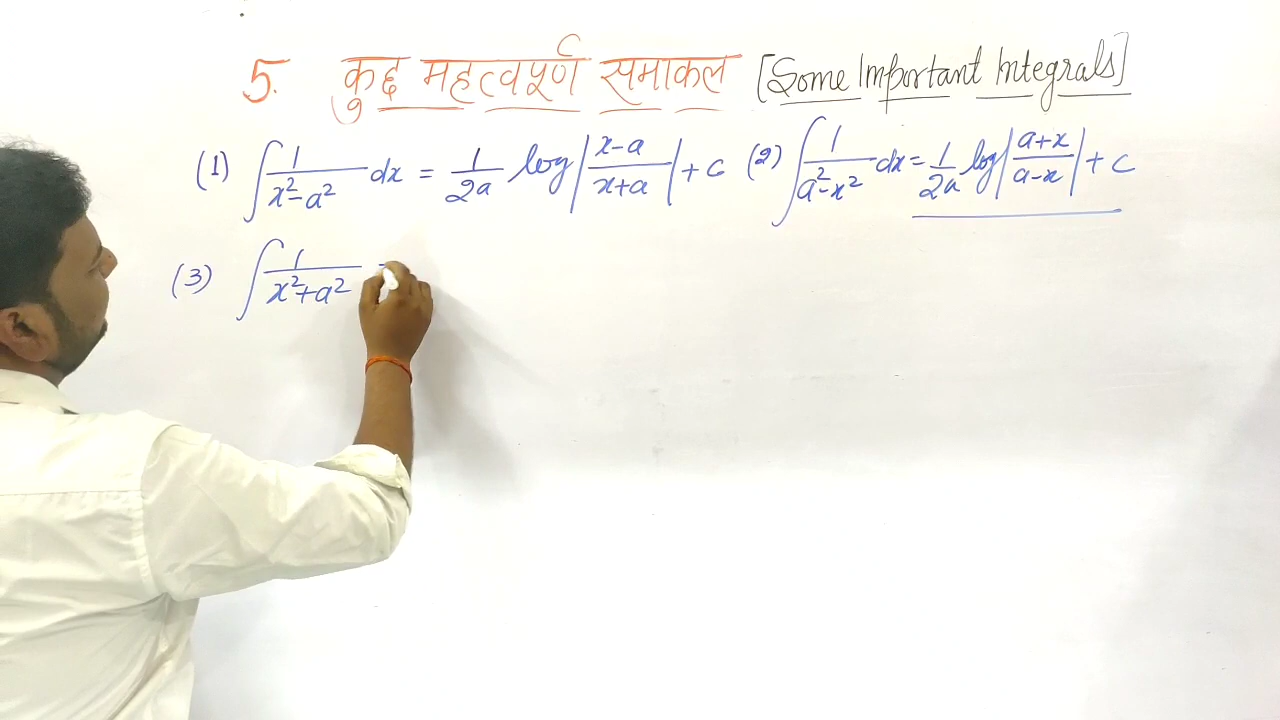 5. कुछ महत्वपूर्ण समाकल [Some Important Integrals]
(1) ∫ 1/(x²-a²) dx = 1/2a log |(x-a)/(x+a)| + c (2) ∫ 1/(a²-x²) dx = 1/2a log |(a+x)/(a-x)| + c
(3) ∫ 1/(x²+a²)